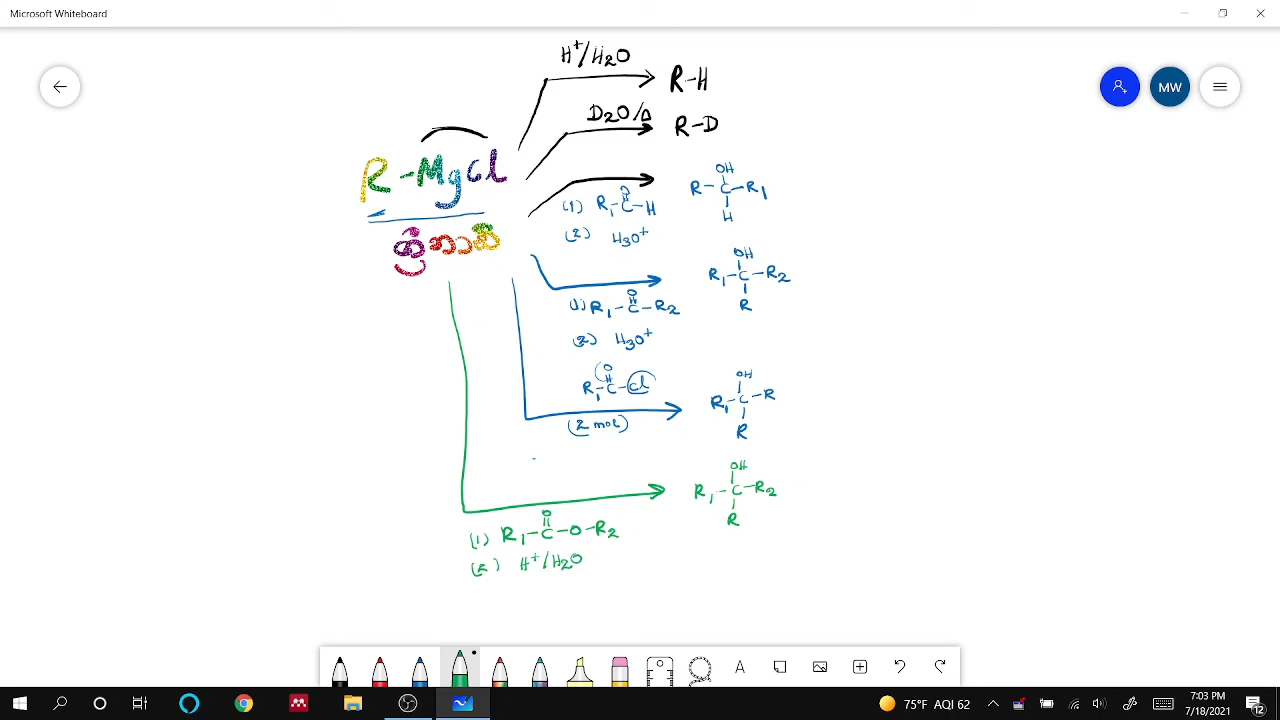 Microsoft Whiteboard
MW
H⁺/H₂O
R-H
D₂O/Δ
R-D
R-MgCl
(1) R₁-C-H
O
(2) H₃O⁺
OH
R-C-R₁
H
(1) R₁-C-R₂
O
(2) H₃O⁺
OH
R₁-C-R₂
R
O
R₁-C-Cl
(2 mol)
OH
R₁-C-R
R
OH
R₁-C-R₂
R
O
(1) R₁-C-O-R₂
(2) H⁺/H₂O
A
75°F AQI 62
7:03 PM
7/18/2021
12